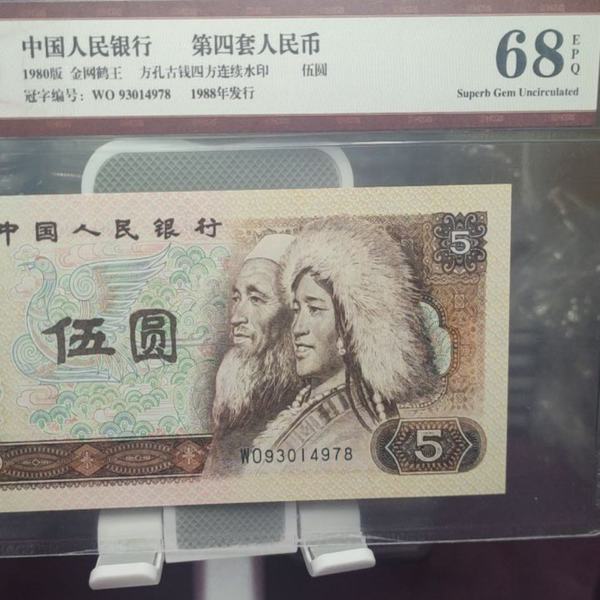 中国人民银行 第四套人民币
1980版 金网鹤王 方孔古钱四方连续水印 伍圆
冠字编号: WO 93014978 1988年发行
68 EPQ
Superb Gem Uncirculated
中国人民银行
5
伍圆
WO93014978
5